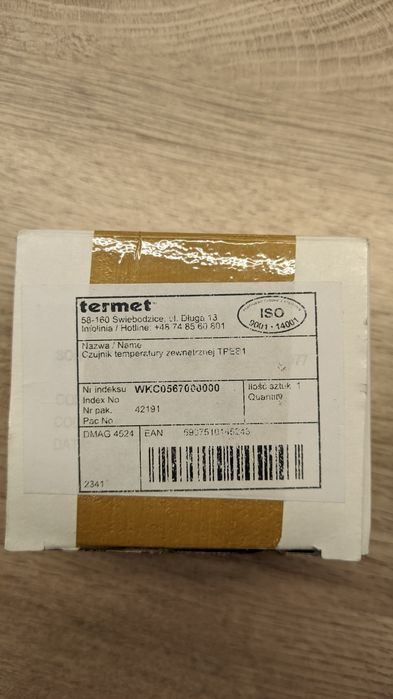 termet
58-160 Świebodzice, ul. Długa 13
Infolinia / Hotline: +48 74 85 60 801
ISO
9001 - 14001
Nazwa / Name
Czujnik temperatury zewnętrznej
Nr indeksu WKC0567000000
Index No
Nr pak. 42191
Pac No
Ilość sztuk 1
Quantity
DMAG 4524
EAN
2341